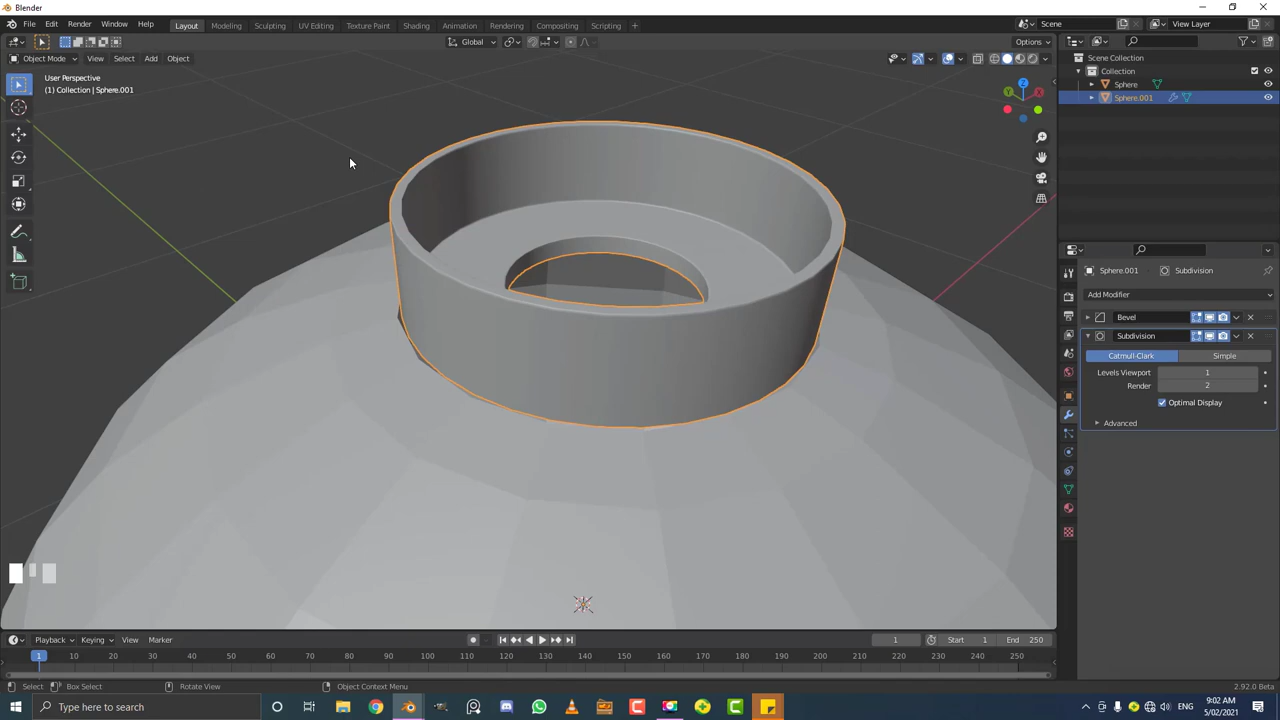 Blender
File Edit Render Window Help Layout Modeling Sculpting UV Editing Texture Paint Shading Animation Rendering Compositing Scripting Scene View Layer
Global Options
Object Mode View Select Add Object
User Perspective
(1) Collection | Sphere.001
Scene Collection
Collection
Sphere
Sphere.001
Sphere.001 Subdivision
Add Modifier
Bevel
Subdivision
Catmull-Clark Simple
Levels Viewport 1
Render 2
Optimal Display
Advanced
Playback Keying View Marker 1 Start 1 End 250
1 10 20 30 40 50 60 70 80 90 100 110 120 130 140 150 160 170 180 190 200 210 220 230 240 250
Select Box Select Rotate View Object Context Menu 2.92.0 Beta
Type here to search ENG 9:02 AM
5/02/2021